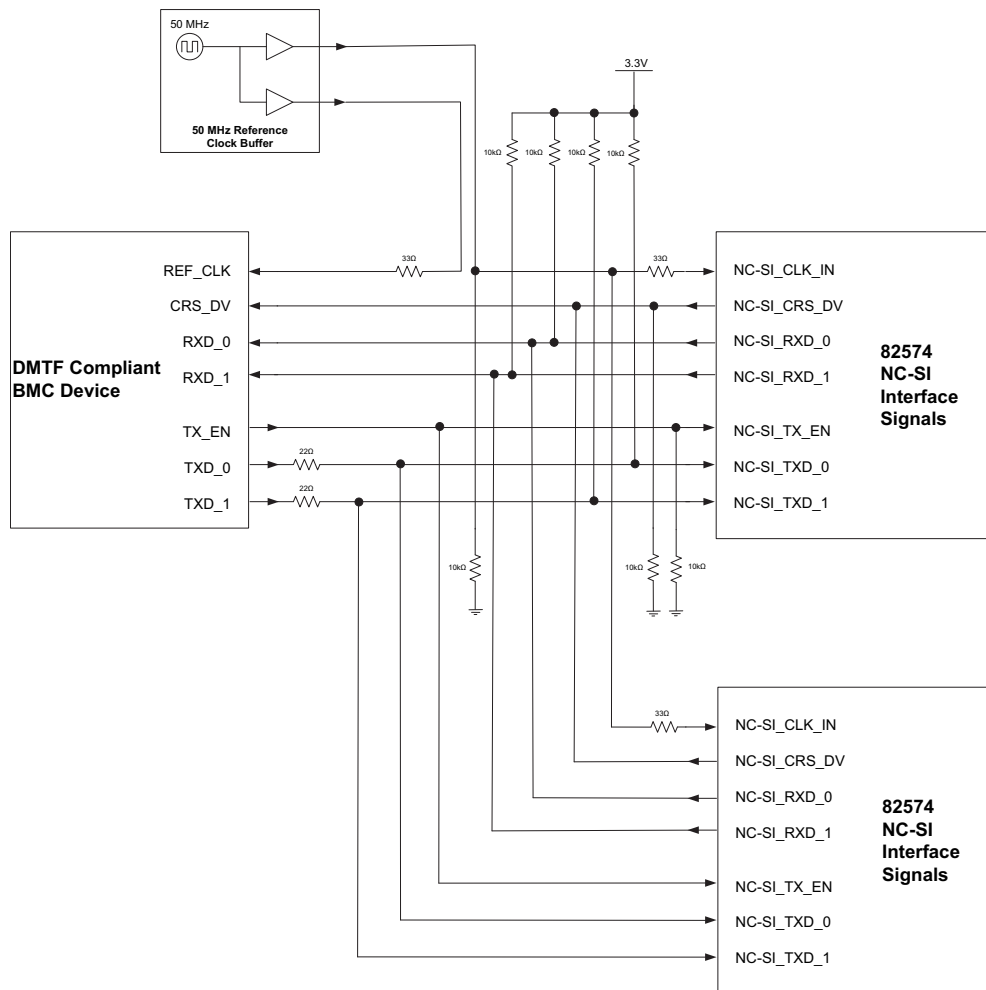 50 MHz
50 MHz Reference
Clock Buffer
3.3V
10kΩ
10kΩ
10kΩ
10kΩ
DMTF Compliant
BMC Device
REF_CLK
CRS_DV
RXD_0
RXD_1
TX_EN
TXD_0
TXD_1
33Ω
22Ω
22Ω
33Ω
NC-SI_CLK_IN
NC-SI_CRS_DV
NC-SI_RXD_0
NC-SI_RXD_1
NC-SI_TX_EN
NC-SI_TXD_0
NC-SI_TXD_1
82574
NC-SI
Interface
Signals
10kΩ
10kΩ
10kΩ
33Ω
NC-SI_CLK_IN
NC-SI_CRS_DV
NC-SI_RXD_0
NC-SI_RXD_1
NC-SI_TX_EN
NC-SI_TXD_0
NC-SI_TXD_1
82574
NC-SI
Interface
Signals